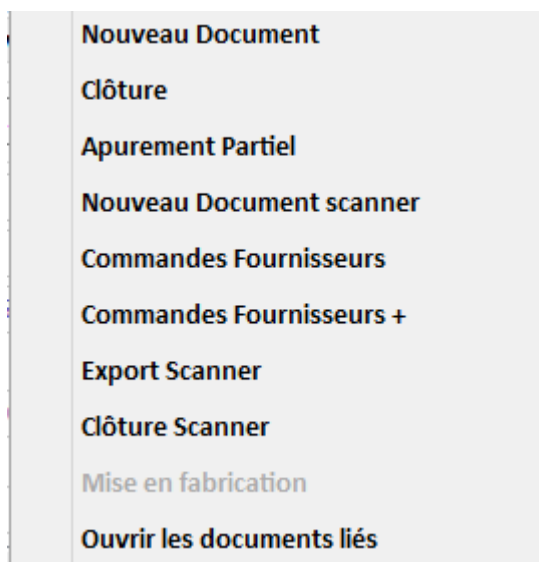 Nouveau Document
Clôture
Apurement Partiel
Nouveau Document scanner
Commandes Fournisseurs
Commandes Fournisseurs +
Export Scanner
Clôture Scanner
Mise en fabrication
Ouvrir les documents liés